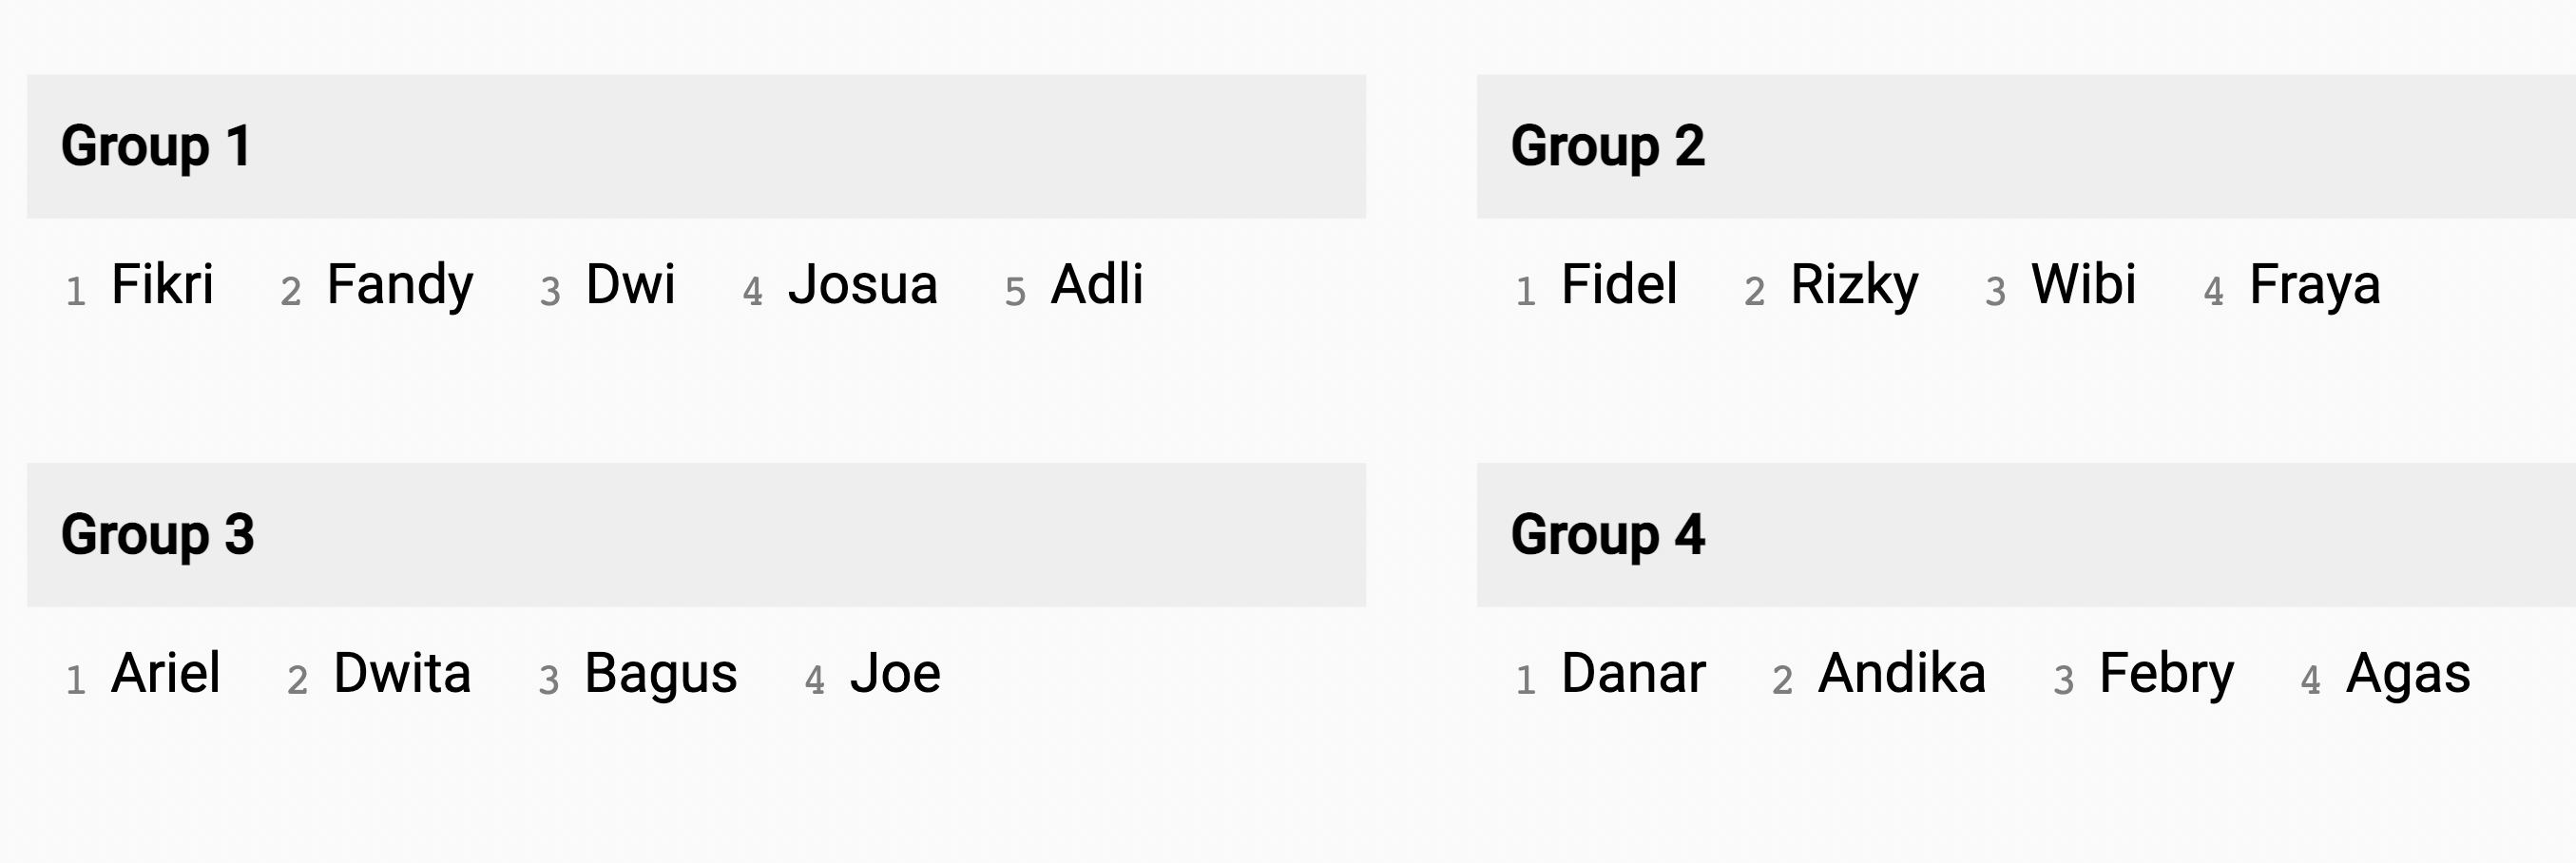 Group 1
1 Fikri 2 Fandy 3 Dwi 4 Josua 5 Adli
Group 2
1 Fidel 2 Rizky 3 Wibi 4 Fraya
Group 3
1 Ariel 2 Dwita 3 Bagus 4 Joe
Group 4
1 Danar 2 Andika 3 Febry 4 Agas